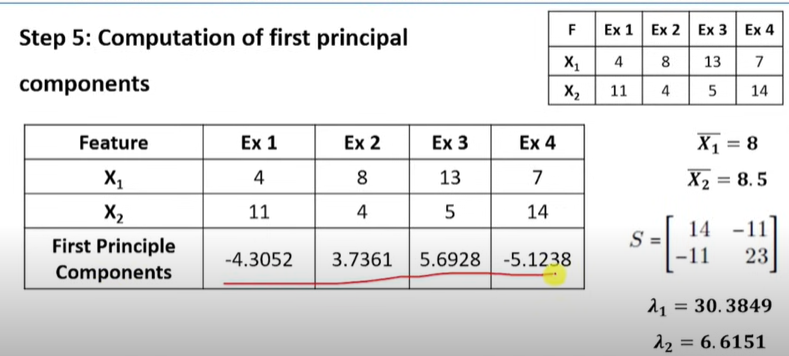 Step 5: Computation of first principal
components
F Ex 1 Ex 2 Ex 3 Ex 4
X₁ 4 8 13 7
X₂ 11 4 5 14
Feature Ex 1 Ex 2 Ex 3 Ex 4
X₁ 4 8 13 7
X₂ 11 4 5 14
First Principle
Components -4.3052 3.7361 5.6928 -5.1238
X̅₁ = 8
X̅₂ = 8.5
S = [ 14 -11
-11 23 ]
λ₁ = 30.3849
λ₂ = 6.6151